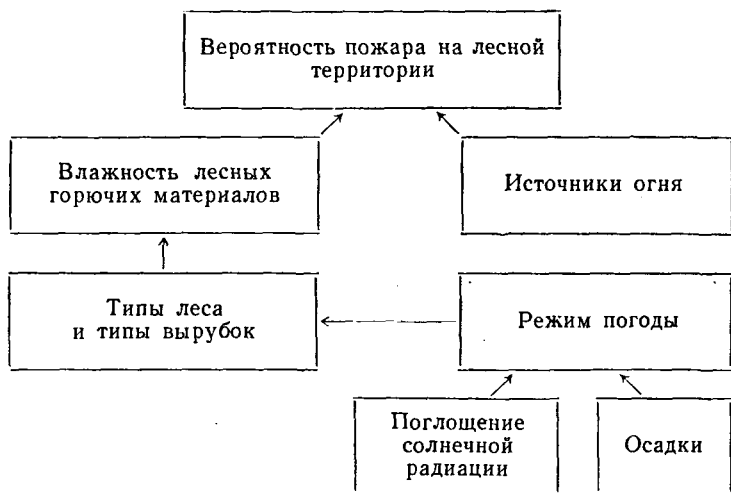 Вероятность пожара на лесной
территории
Влажность лесных
горючих материалов
Источники огня
Типы леса
и типы вырубок
Режим погоды
Поглощение
солнечной
радиации
Осадки